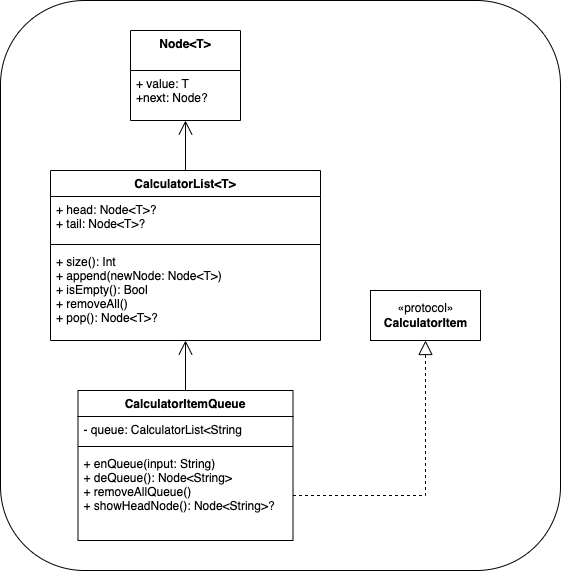 Node<T>
+ value: T
+next: Node?
CalculatorList<T>
+ head: Node<T>?
+ tail: Node<T>?
+ size(): Int
+ append(newNode: Node<T>)
+ isEmpty(): Bool
+ removeAll()
+ pop(): Node<T>?
«protocol»
CalculatorItem
CalculatorItemQueue
- queue: CalculatorList<String
+ enQueue(input: String)
+ deQueue(): Node<String>
+ removeAllQueue()
+ showHeadNode(): Node<String>?